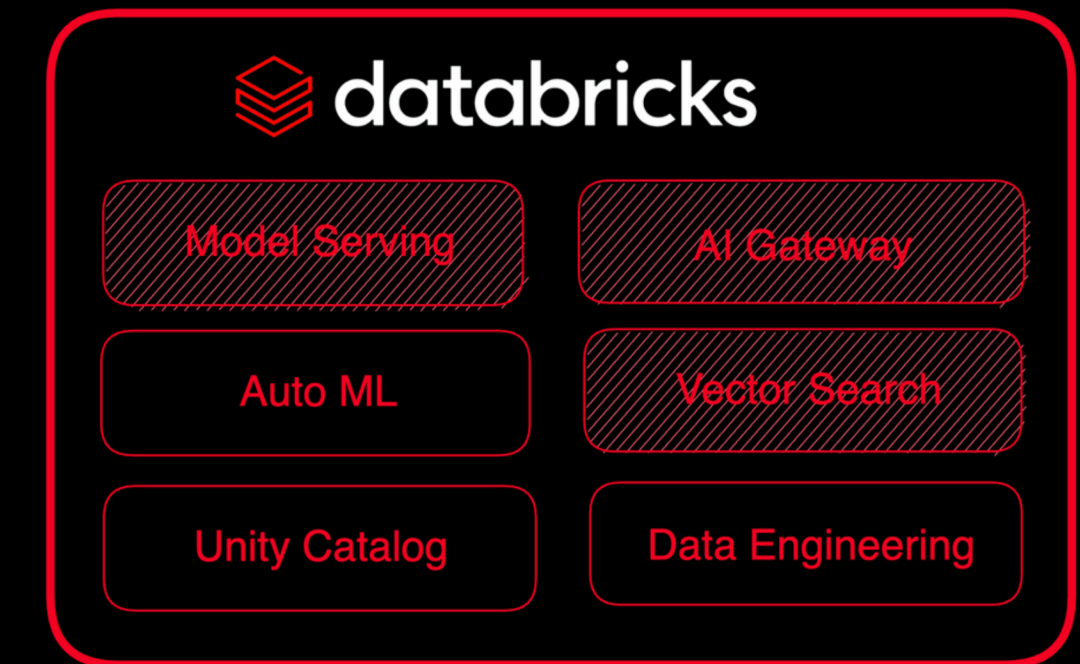 databricks
Model Serving
AI Gateway
Auto ML
Vector Search
Unity Catalog
Data Engineering